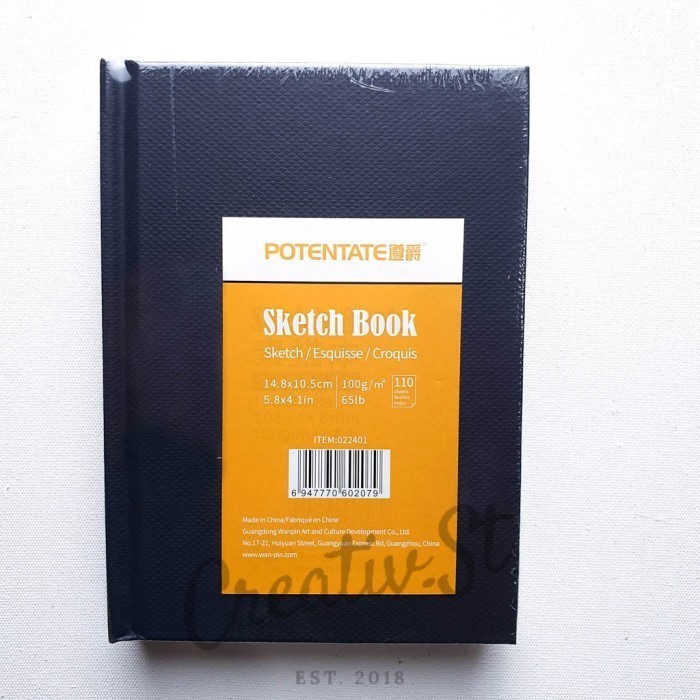 POTENTATE遵爵®
Sketch Book
Sketch/Esquisse/Croquis
14.8x10.5cm 100g/㎡ 110
5.8x4.1in 65lb
ITEM:022401
6 947770 602079
Made in China/Fabriqué en Chine
Guangdong Wanpin Art and Culture Development Co., Ltd.
No.17-21, Huiyuan Street, Guangyuan Express Rd, Guangzhou, China
www.wan-pin.com
Creativ.St
EST. 2018